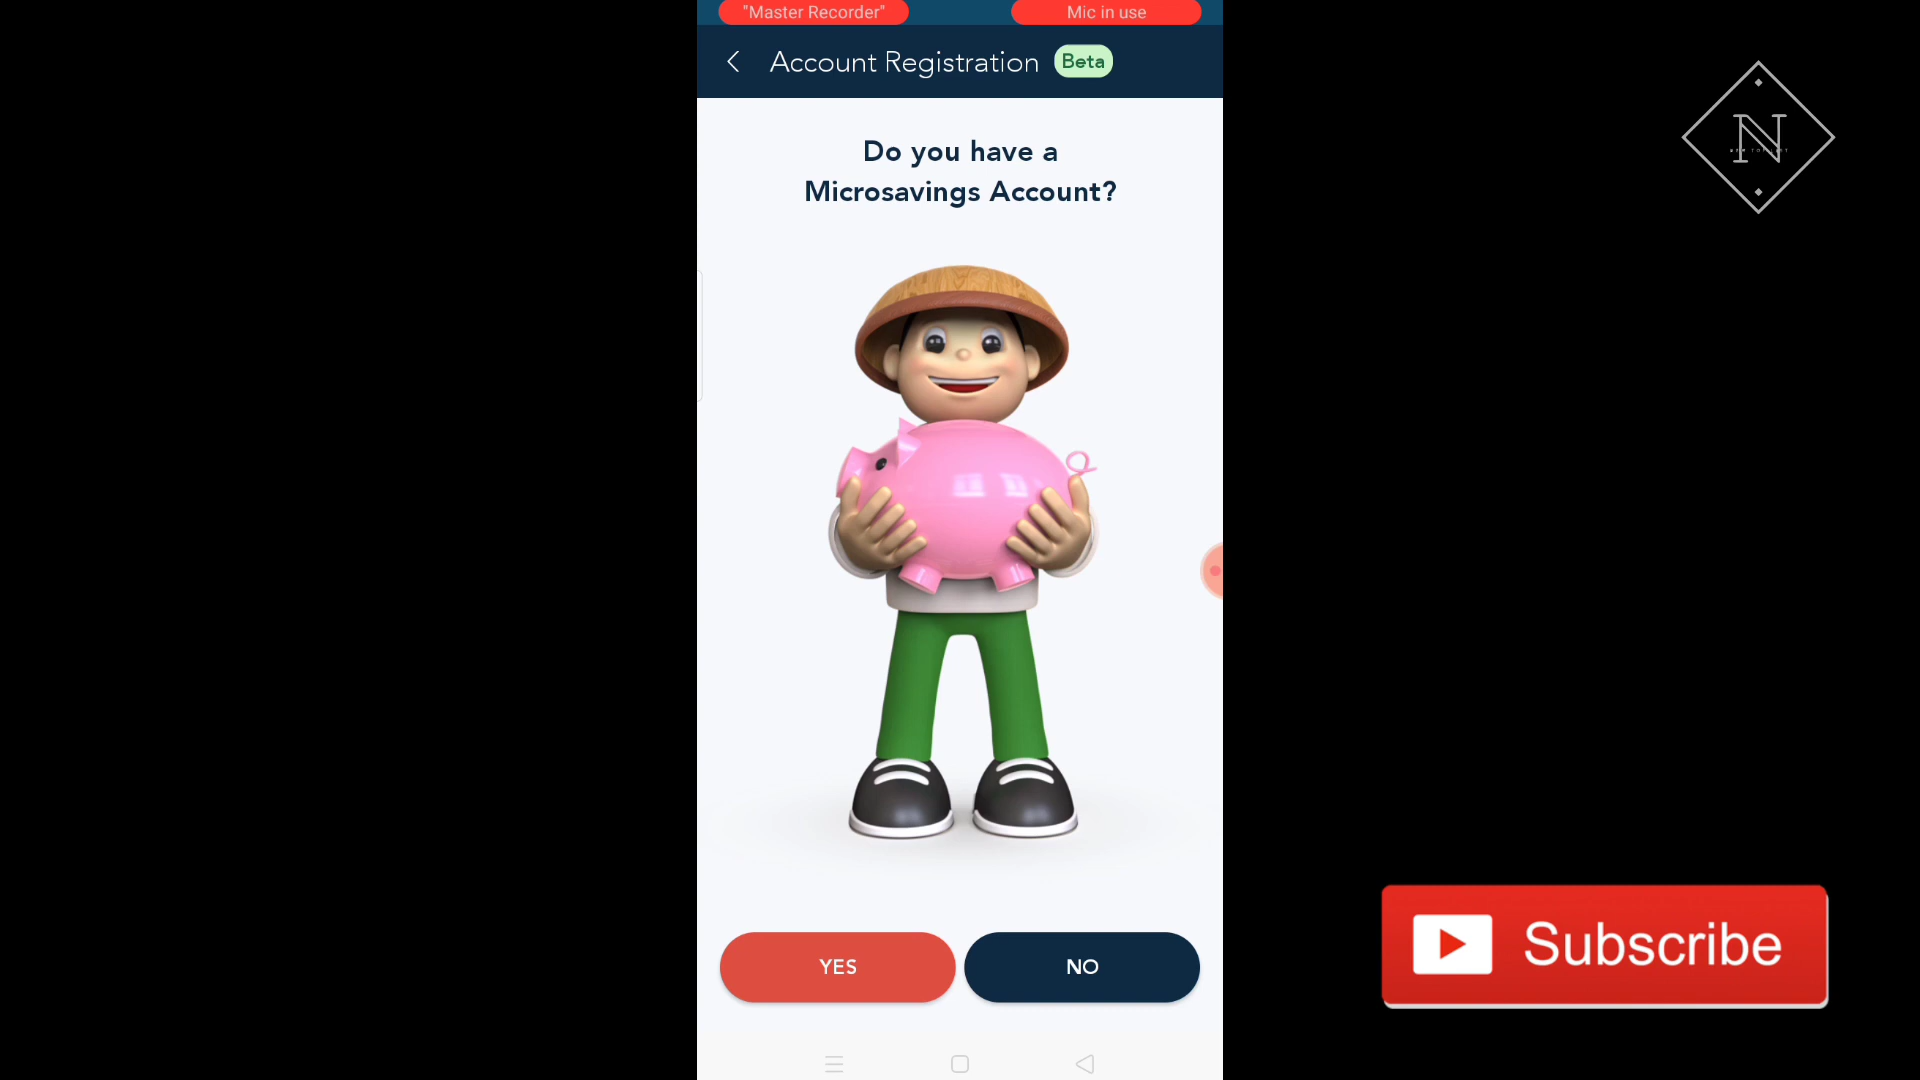 "Master Recorder"
Mic in use
Account Registration Beta
Do you have a
Microsavings Account?
N
YES
NO
Subscribe